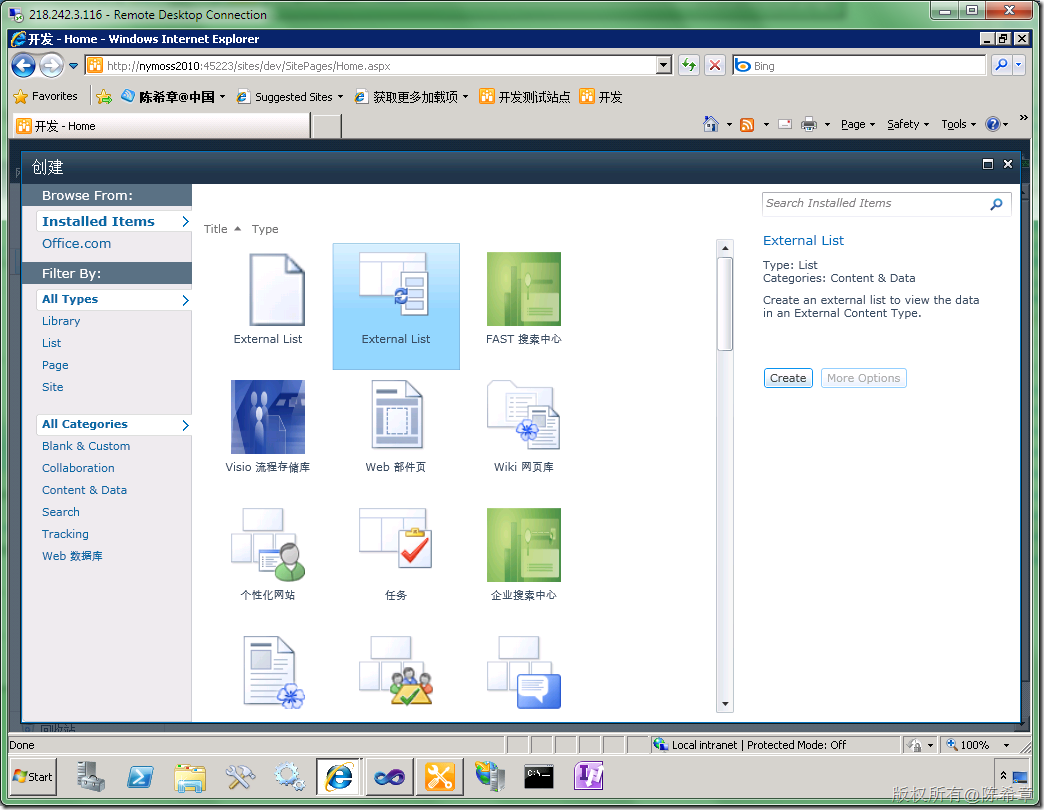 218.242.3.116 - Remote Desktop Connection
开发 - Home - Windows Internet Explorer
http://nymoss2010:45223/sites/dev/SitePages/Home.aspx
Bing
Favorites
陈希章@中国
Suggested Sites
获取更多加载项
开发测试站点
开发
开发 - Home
Page
Safety
Tools
创建
Browse From:
Installed Items
Office.com
Filter By:
All Types
Library
List
Page
Site
All Categories
Blank & Custom
Collaboration
Content & Data
Search
Tracking
Web 数据库
Title
Type
External List
External List
FAST 搜索中心
Visio 流程存储库
Web 部件页
Wiki 网页库
个性化网站
任务
企业搜索中心
Search Installed Items
External List
Type: List
Categories: Content & Data
Create an external list to view the data
in an External Content Type.
Create
More Options
回收站
Done
Local intranet | Protected Mode: Off
100%
Start
版权所有@陈希章